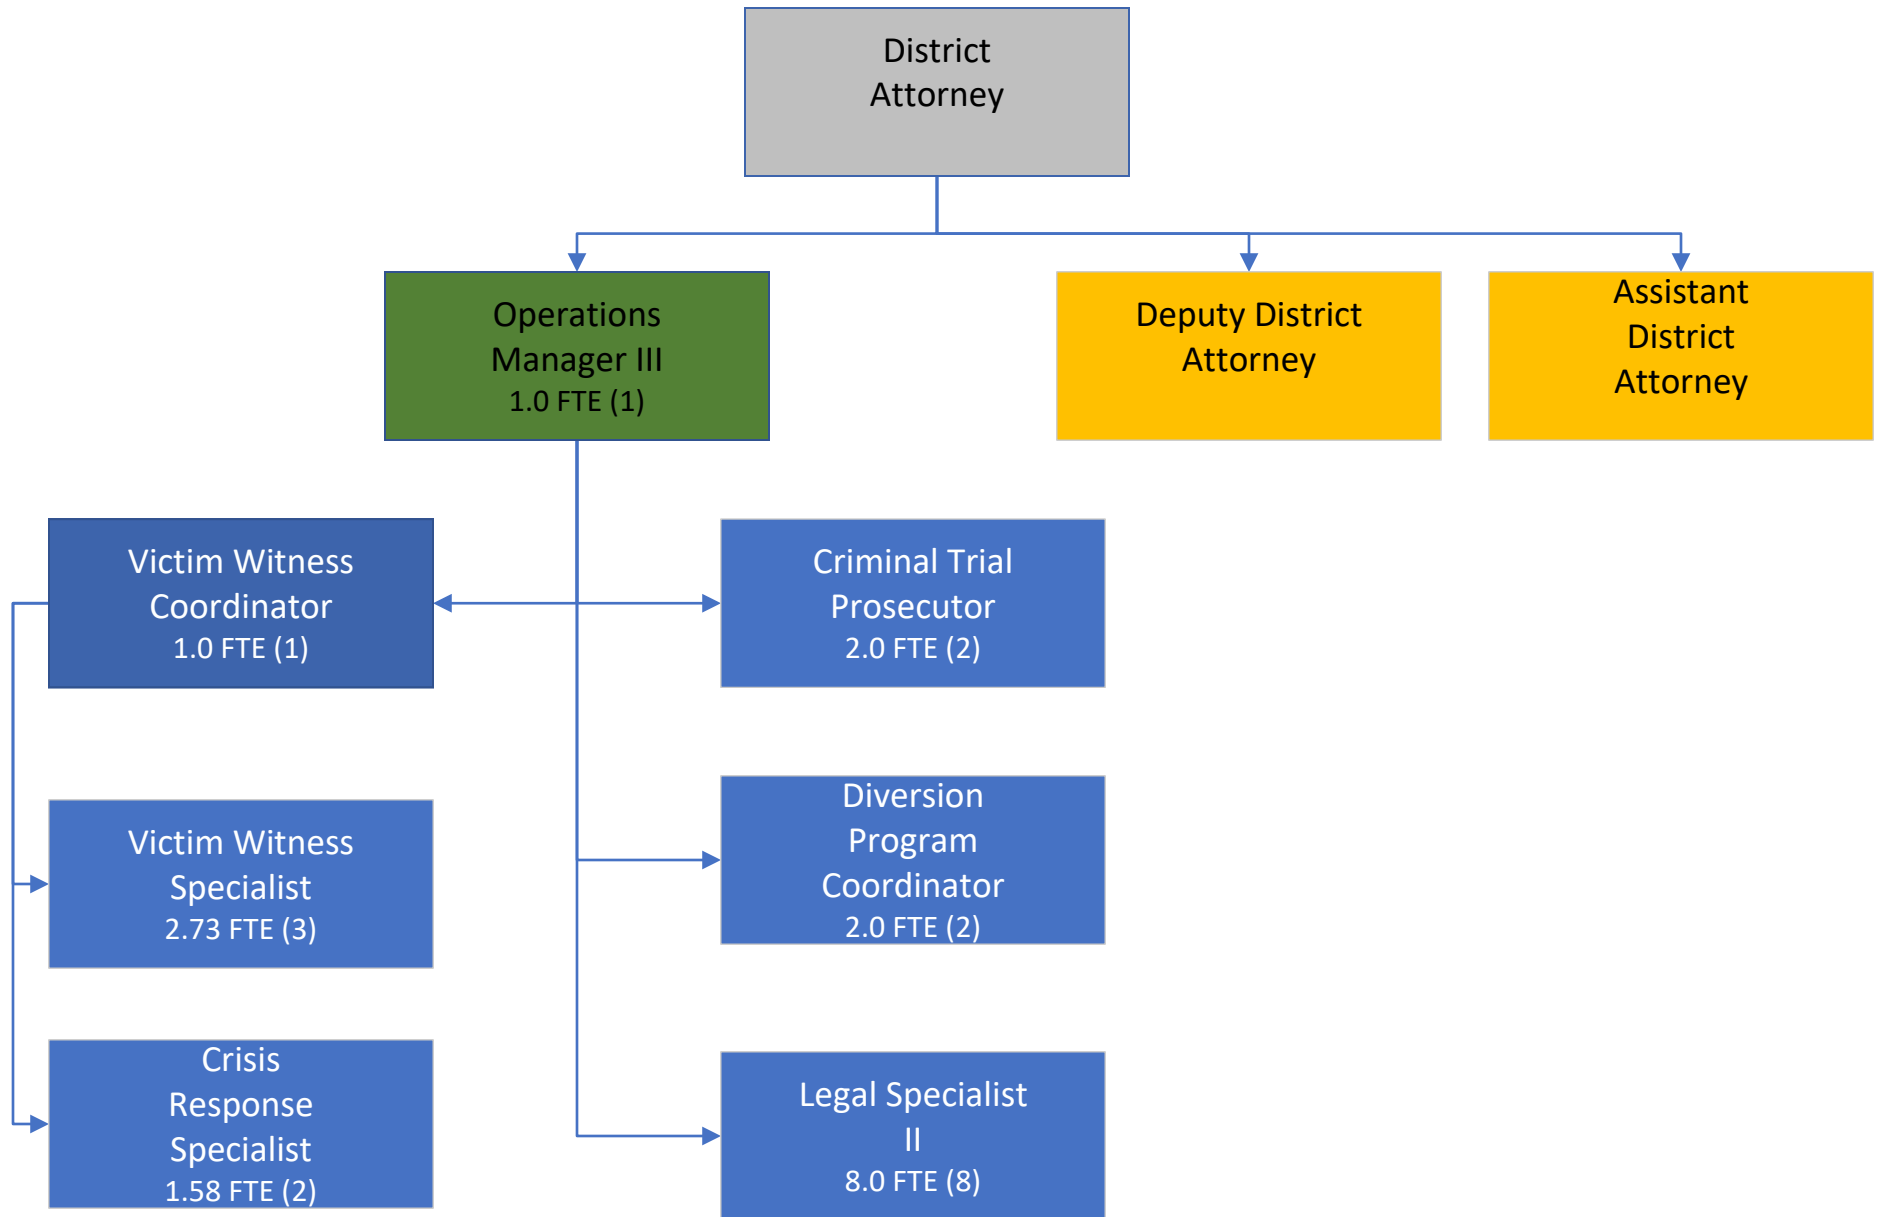 District
Attorney
Operations
Manager III
1.0 FTE (1)
Deputy District
Attorney
Assistant
District
Attorney
Victim Witness
Coordinator
1.0 FTE (1)
Criminal Trial
Prosecutor
2.0 FTE (2)
Victim Witness
Specialist
2.73 FTE (3)
Diversion
Program
Coordinator
2.0 FTE (2)
Crisis
Response
Specialist
1.58 FTE (2)
Legal Specialist
II
8.0 FTE (8)